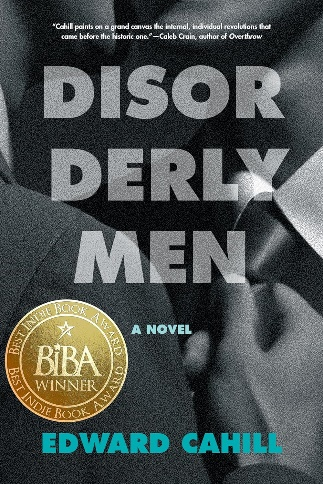 "Cahill paints on a grand canvas the internal, individual revolutions that
came before the historic one."—Caleb Crain, author of Overthrow
DISOR
DERLY
MEN
A NOVEL
BEST INDIE BOOK AWARD
BIBA
WINNER
BEST INDIE BOOK AWARD
EDWARD CAHILL